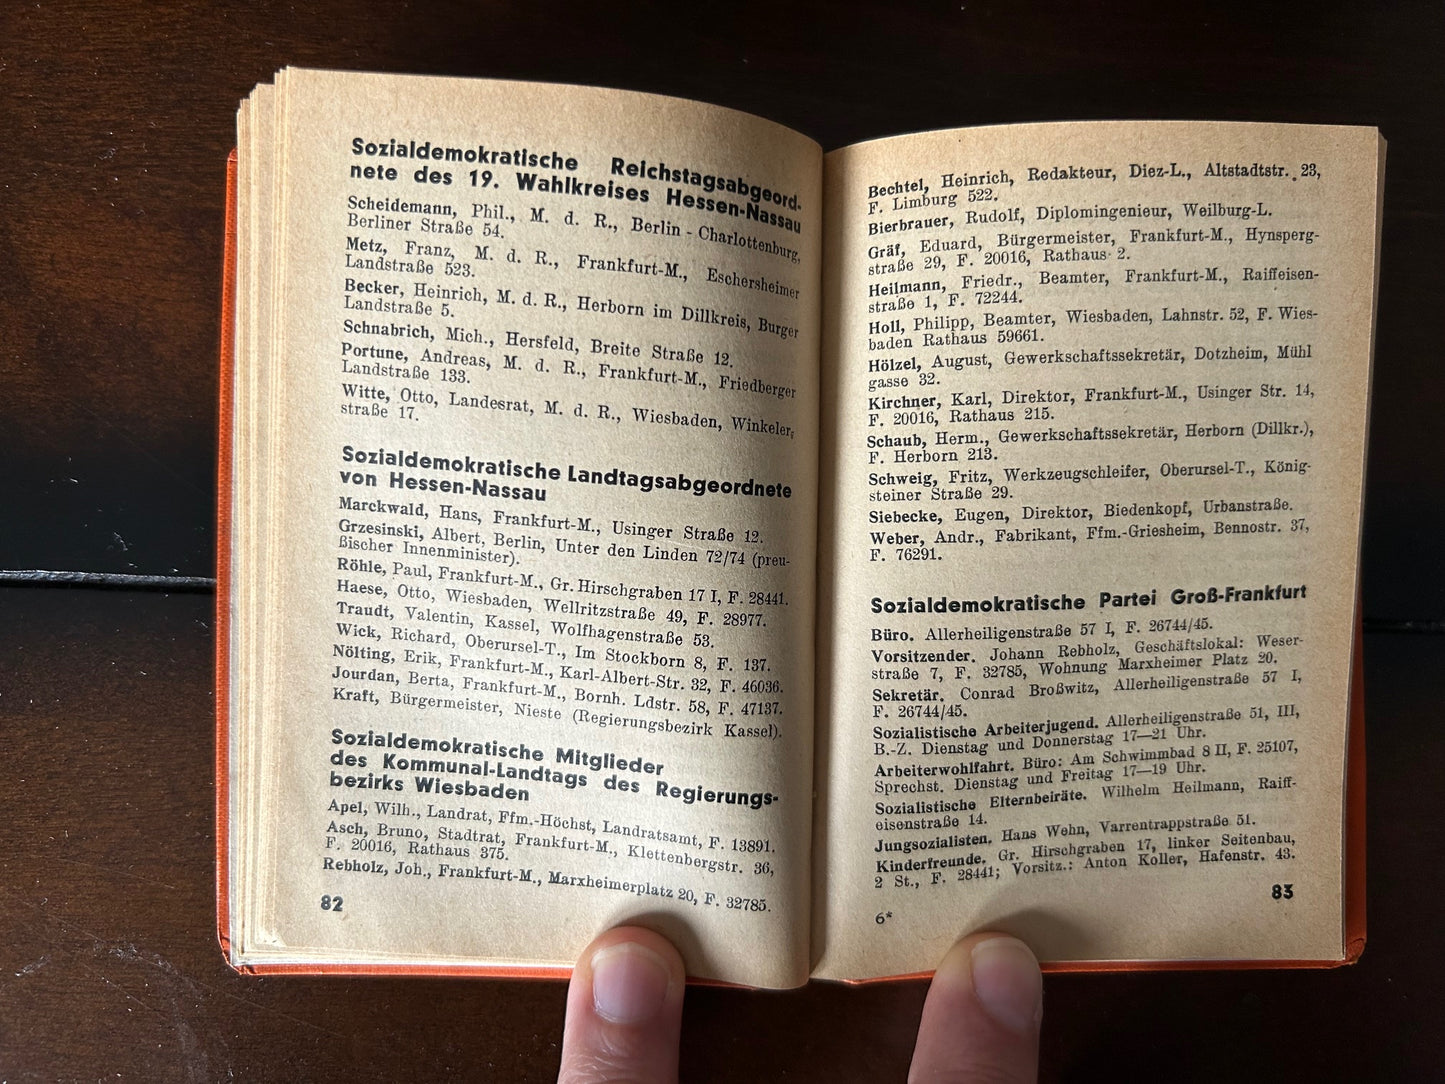 Sozialdemokratische Reichstagsabgeord-
nete des 19. Wahlkreises Hessen-Nassau
Scheidemann, Phil., M. d. R., Berlin - Charlottenburg,
Berliner Straße 54.
Metz, Franz, M. d. R., Frankfurt-M., Eschersheimer
Landstraße 523.
Becker, Heinrich, M. d. R., Herborn im Dillkreis, Burger
Landstraße 5.
Schnabrich, Mich., Hersfeld, Breite Straße 12.
Portune, Andreas, M. d. R., Frankfurt-M., Friedberger
Landstraße 133.
Witte, Otto, Landesrat, M. d. R., Wiesbaden, Winkeler-
straße 17.
Sozialdemokratische Landtagsabgeordnete
von Hessen-Nassau
Marckwald, Hans, Frankfurt-M., Usinger Straße 12.
Grzesinski, Albert, Berlin, Unter den Linden 72/74 (preu-
ßischer Innenminister).
Röhle, Paul, Frankfurt-M., Gr. Hirschgraben 17 I, F. 28441.
Haese, Otto, Wiesbaden, Wellritzstraße 49, F. 28977.
Traudt, Valentin, Kassel, Wolfhagenstraße 53.
Wick, Richard, Oberursel-T., Im Stockborn 8, F. 137.
Nölting, Erik, Frankfurt-M., Karl-Albert-Str. 32, F. 46036.
Jourdan, Berta, Frankfurt-M., Bornh. Ldstr. 58, F. 47137.
Kraft, Bürgermeister, Nieste (Regierungsbezirk Kassel).
Sozialdemokratische Mitglieder
des Kommunal-Landtags des Regierungs-
bezirks Wiesbaden
Apel, Wilh., Landrat, Ffm.-Höchst, Landratsamt, F. 13891.
Asch, Bruno, Stadtrat, Frankfurt-M., Klettenbergstr. 36,
F. 20016, Rathaus 375.
Rebholz, Joh., Frankfurt-M., Marxheimerplatz 20, F. 32785.
82
Bechtel, Heinrich, Redakteur, Diez-L., Altstadtstr. 23,
F. Limburg 522.
Bierbrauer, Rudolf, Diplomingenieur, Weilburg-L.
Gräf, Eduard, Bürgermeister, Frankfurt-M., Hynsperg-
straße 29, F. 20016, Rathaus 2.
Heilmann, Friedr., Beamter, Frankfurt-M., Raiffeisen-
straße 1, F. 72244.
Holl, Philipp, Beamter, Wiesbaden, Lahnstr. 52, F. Wies-
baden Rathaus 59661.
Hölzel, August, Gewerkschaftssekretär, Dotzheim, Mühl
gasse 32.
Kirchner, Karl, Direktor, Frankfurt-M., Usinger Str. 14,
F. 20016, Rathaus 215.
Schaub, Herm., Gewerkschaftssekretär, Herborn (Dillkr.),
F. Herborn 213.
Schweig, Fritz, Werkzeugschleifer, Oberursel-T., König-
steiner Straße 29.
Siebecke, Eugen, Direktor, Biedenkopf, Urbanstraße.
Weber, Andr., Fabrikant, Ffm.-Griesheim, Bennostr. 37,
F. 76291.
Sozialdemokratische Partei Groß-Frankfurt
Büro. Allerheiligenstraße 57 I, F. 26744/45.
Vorsitzender. Johann Rebholz, Geschäftslokal: Weser-
straße 7, F. 32785, Wohnung Marxheimer Platz 20.
Sekretär. Conrad Broßwitz, Allerheiligenstraße 57 I,
F. 26744/45.
Sozialistische Arbeiterjugend. Allerheiligenstraße 51, III,
B.-Z. Dienstag und Donnerstag 17—21 Uhr.
Arbeiterwohlfahrt. Büro: Am Schwimmbad 8 II, F. 25107,
Sprechst. Dienstag und Freitag 17—19 Uhr.
Sozialistische Elternbeiräte. Wilhelm Heilmann, Raiff-
eisenstraße 14.
Jungsozialisten. Hans Wehn, Varrentrappstraße 51.
Kinderfreunde. Gr. Hirschgraben 17, linker Seitenbau,
2 St., F. 28441; Vorsitz.: Anton Koller, Hafenstr. 43.
6*
83